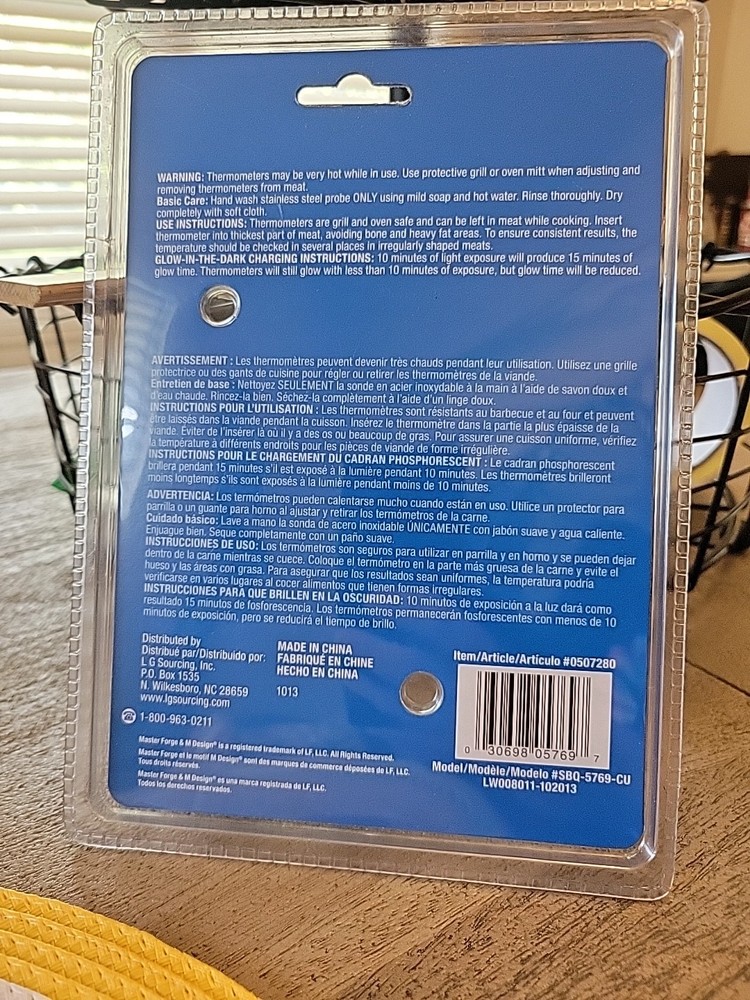 WARNING: Thermometers may be very hot while in use. Use protective grill or oven mitt when adjusting and
removing thermometers from meat.
Basic Care: Hand wash stainless steel probe ONLY using mild soap and hot water. Rinse thoroughly. Dry
completely with soft cloth.
USE INSTRUCTIONS: Thermometers are grill and oven safe and can be left in meat while cooking. Insert
thermometer into thickest part of meat, avoiding bone and heavy fat areas. To ensure consistent results, the
temperature should be checked in several places in irregularly shaped meats.
GLOW-IN-THE-DARK CHARGING INSTRUCTIONS: 10 minutes of light exposure will produce 15 minutes of
glow time. Thermometers will still glow with less than 10 minutes of exposure, but glow time will be reduced.
AVERTISSEMENT : Les thermomètres peuvent devenir très chauds pendant leur utilisation. Utilisez une grille
protectrice ou des gants de cuisine pour régler ou retirer les thermomètres de la viande.
Entretien de base : Nettoyez SEULEMENT la sonde en acier inoxydable à la main à l'aide de savon doux et
d'eau chaude. Rincez-la bien. Séchez-la complètement à l'aide d'un linge doux.
INSTRUCTIONS POUR L'UTILISATION : Les thermomètres sont résistants au barbecue et au four et peuvent
être laissés dans la viande pendant la cuisson. Insérez le thermomètre dans la partie la plus épaisse de la
viande. Éviter de l'insérer là où il y a des os ou beaucoup de gras. Pour assurer une cuisson uniforme, vérifiez
la température à différents endroits pour les pièces de viande de forme irrégulière.
INSTRUCTIONS POUR LE CHARGEMENT DU CADRAN PHOSPHORESCENT : Le cadran phosphorescent
brillera pendant 15 minutes s'il est exposé à la lumière pendant 10 minutes. Les thermomètres brilleront
moins longtemps s'ils sont exposés à la lumière pendant moins de 10 minutes.
ADVERTENCIA: Los termómetros pueden calentarse mucho cuando están en uso. Utilice un protector para
parrilla o un guante para horno al ajustar y retirar los termómetros de la carne.
Cuidado básico: Lave a mano la sonda de acero inoxidable ÚNICAMENTE con jabón suave y agua caliente.
Enjuague bien. Seque completamente con un paño suave.
INSTRUCCIONES DE USO: Los termómetros son seguros para utilizar en parrilla y en horno y se pueden dejar
dentro de la carne mientras se cuece. Coloque el termómetro en la parte más gruesa de la carne y evite el
hueso y las áreas con grasa. Para asegurar que los resultados sean uniformes, la temperatura podría
verificarse en varios lugares al cocer alimentos que tienen formas irregulares.
INSTRUCCIONES PARA QUE BRILLEN EN LA OSCURIDAD: 10 minutos de exposición a la luz dará como
resultado 15 minutos de fosforescencia. Los termómetros permanecerán fosforescentes con menos de 10
minutos de exposición, pero se reducirá el tiempo de brillo.
Distributed by
Distribué par/Distribuido por:
L G Sourcing, Inc.
P.O. Box 1535
N. Wilkesboro, NC 28659
www.lgsourcing.com
1-800-963-0211
MADE IN CHINA
FABRIQUÉ EN CHINE
HECHO EN CHINA
1013
Item/Article/Artículo #0507280
0 30698 05769 7
Model/Modèle/Modelo #SBQ-5769-CU
LW008011-102013
Master Forge & M Design® is a registered trademark of LF, LLC. All Rights Reserved.
Master Forge et le motif M Design® sont des marques de commerce déposées de LF, LLC.
Tous droits réservés.
Master Forge & M Design® es una marca registrada de LF, LLC.
Todos los derechos reservados.